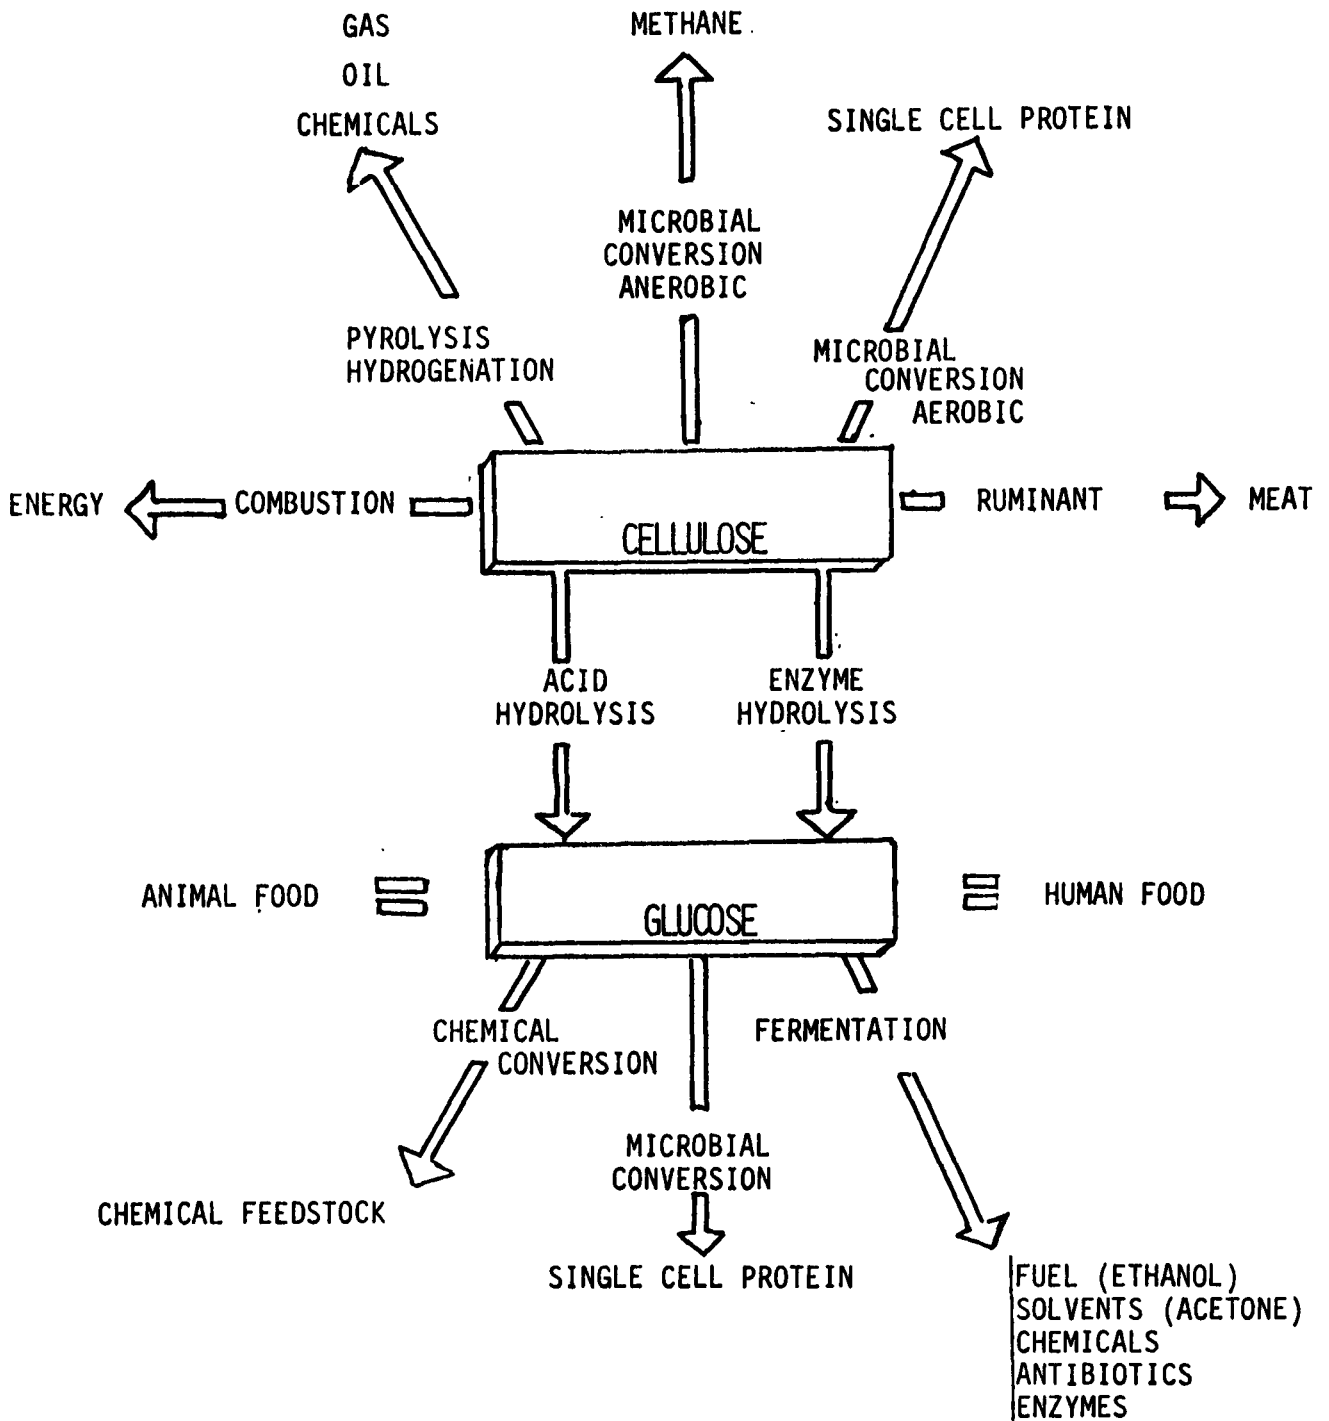 GAS
OIL
CHEMICALS
METHANE
SINGLE CELL PROTEIN
PYROLYSIS
HYDROGENATION
MICROBIAL
CONVERSION
ANEROBIC
MICROBIAL
CONVERSION
AEROBIC
ENERGY
COMBUSTION
CELLULOSE
RUMINANT
MEAT
ACID
HYDROLYSIS
ENZYME
HYDROLYSIS
ANIMAL FOOD
GLUCOSE
HUMAN FOOD
CHEMICAL
CONVERSION
FERMENTATION
MICROBIAL
CONVERSION
CHEMICAL FEEDSTOCK
SINGLE CELL PROTEIN
FUEL (ETHANOL)
SOLVENTS (ACETONE)
CHEMICALS
ANTIBIOTICS
ENZYMES